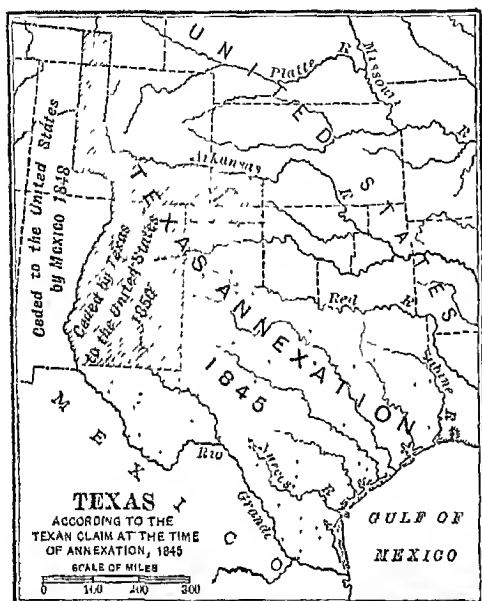 UNITED
STATES
Platte
R
Missouri
R
Arkansas
R
Ceded to the United States
by Mexico 1848
TEXAS ANNEXATION
1845
Ceded by Texas
to the United States
1850
Red R
Sabine
R
Nueces
R
Rio
Grande
MEXICO
GULF OF
MEXICO
TEXAS
ACCORDING TO THE
TEXAN CLAIM AT THE TIME
OF ANNEXATION, 1845
SCALE OF MILES
0 100 200 300